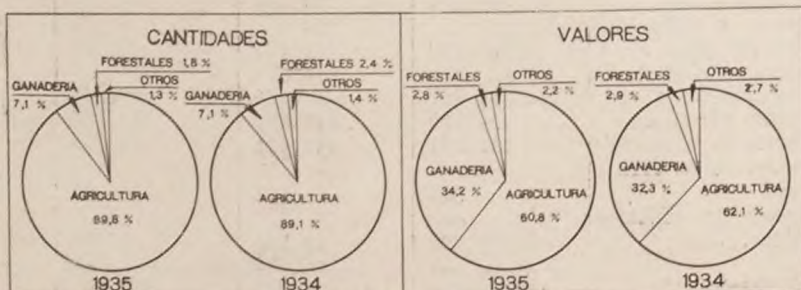 CANTIDADES
FORESTALES 1,8 %
OTROS
1,3 %
GANADERIA
7,1 %
AGRICULTURA
89,8 %
1935
FORESTALES 2,4 %
OTROS
1,4 %
GANADERIA
7,1 %
AGRICULTURA
89,1 %
1934
VALORES
FORESTALES
2,8 %
OTROS
2,2 %
GANADERIA
34,2 %
AGRICULTURA
60,8 %
1935
FORESTALES
2,9 %
OTROS
2,7 %
GANADERIA
32,3 %
AGRICULTURA
62,1 %
1934